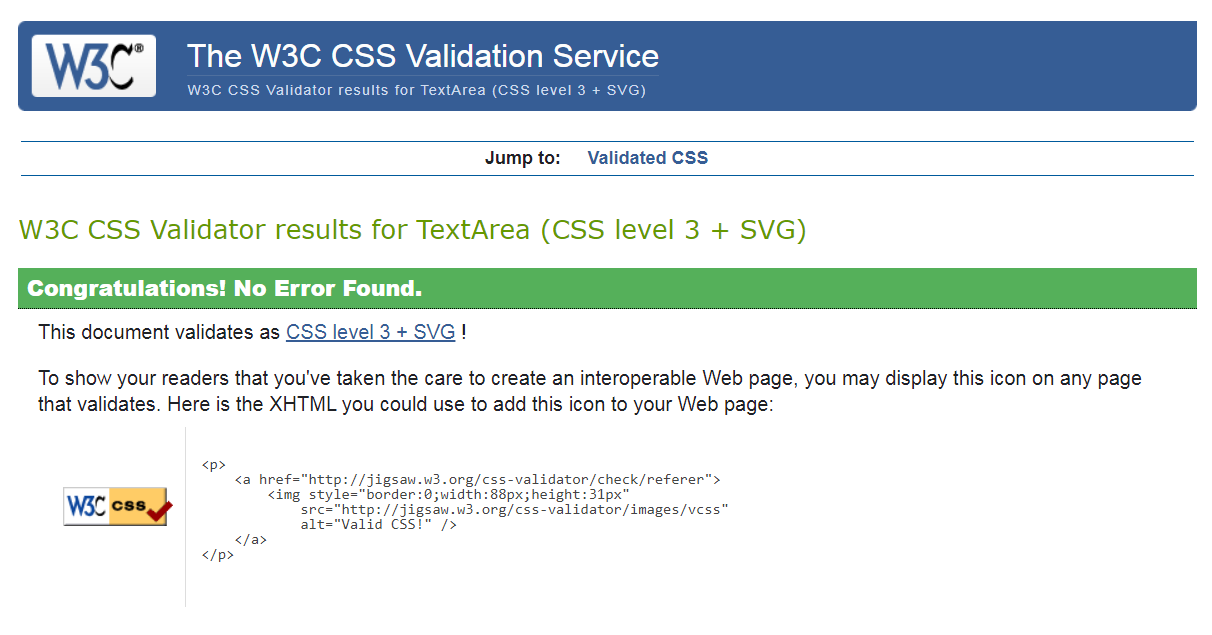 W3C®
The W3C CSS Validation Service
W3C CSS Validator results for TextArea (CSS level 3 + SVG)
Jump to: Validated CSS
W3C CSS Validator results for TextArea (CSS level 3 + SVG)
Congratulations! No Error Found.
This document validates as CSS level 3 + SVG !
To show your readers that you've taken the care to create an interoperable Web page, you may display this icon on any page
that validates. Here is the XHTML you could use to add this icon to your Web page:
W3C css
<p>
    <a href="http://jigsaw.w3.org/css-validator/check/referer">
        <img style="border:0;width:88px;height:31px"
            src="http://jigsaw.w3.org/css-validator/images/vcss"
            alt="Valid CSS!" />
    </a>
</p>